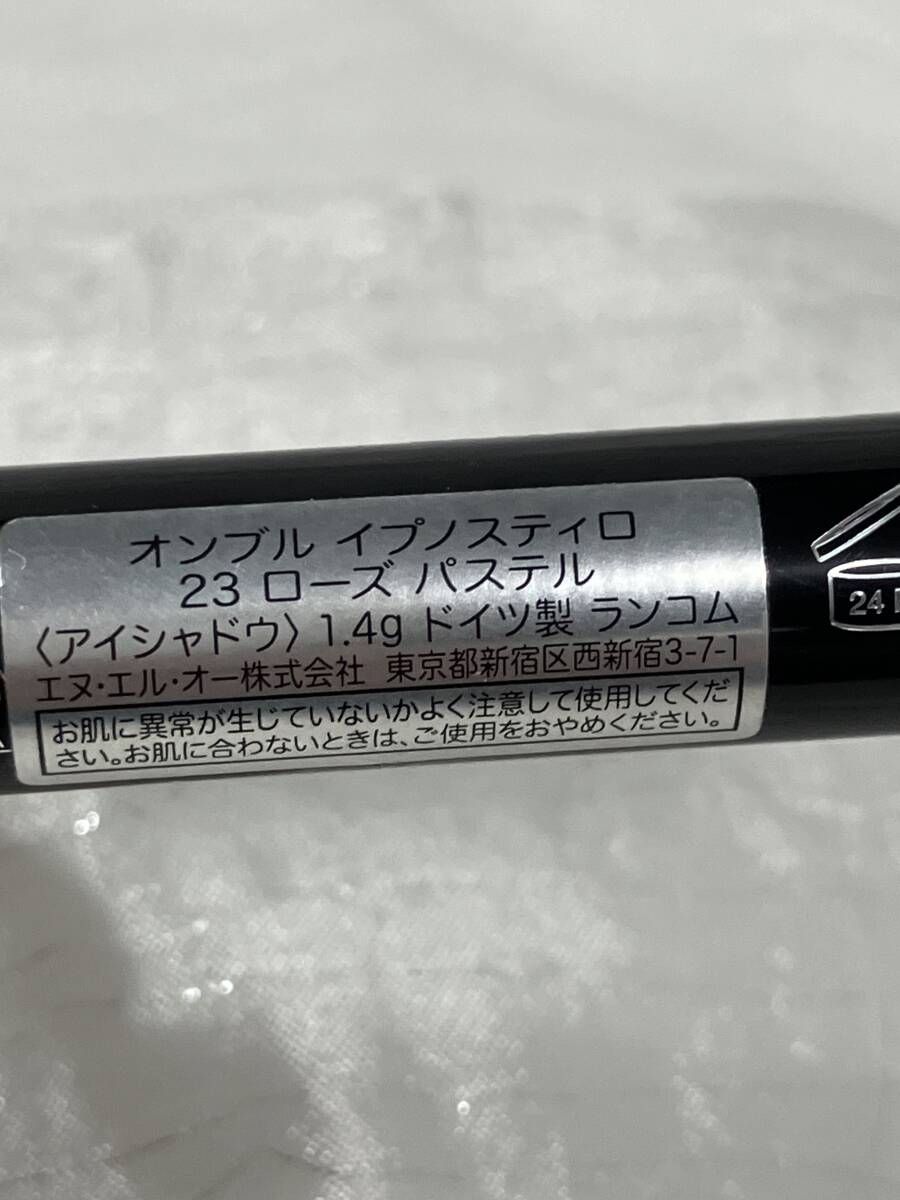 オンブル イプノスティロ
23 ローズ パステル
〈アイシャドウ〉 1.4g ドイツ製 ランコム
エヌ・エル・オー株式会社 東京都新宿区西新宿3-7-1
お肌に異常が生じていないかよく注意して使用してくだ
さい。お肌に合わないときは、ご使用をおやめください。
24